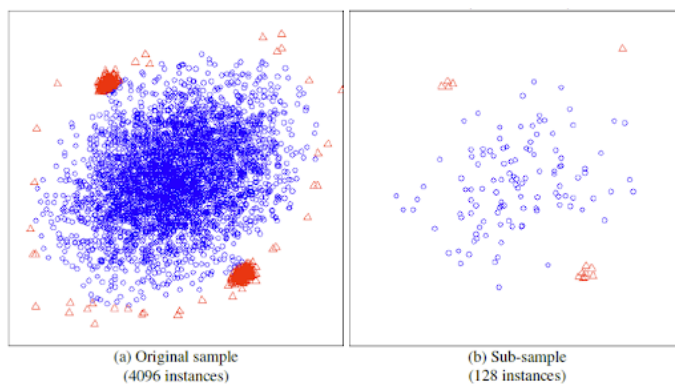 (a) Original sample
(4096 instances)
(b) Sub-sample
(128 instances)